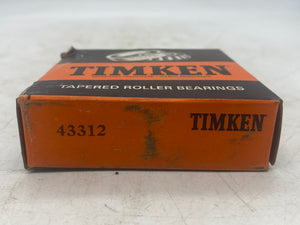 TIMKEN
TAPERED ROLLER BEARINGS
43312 TIMKEN